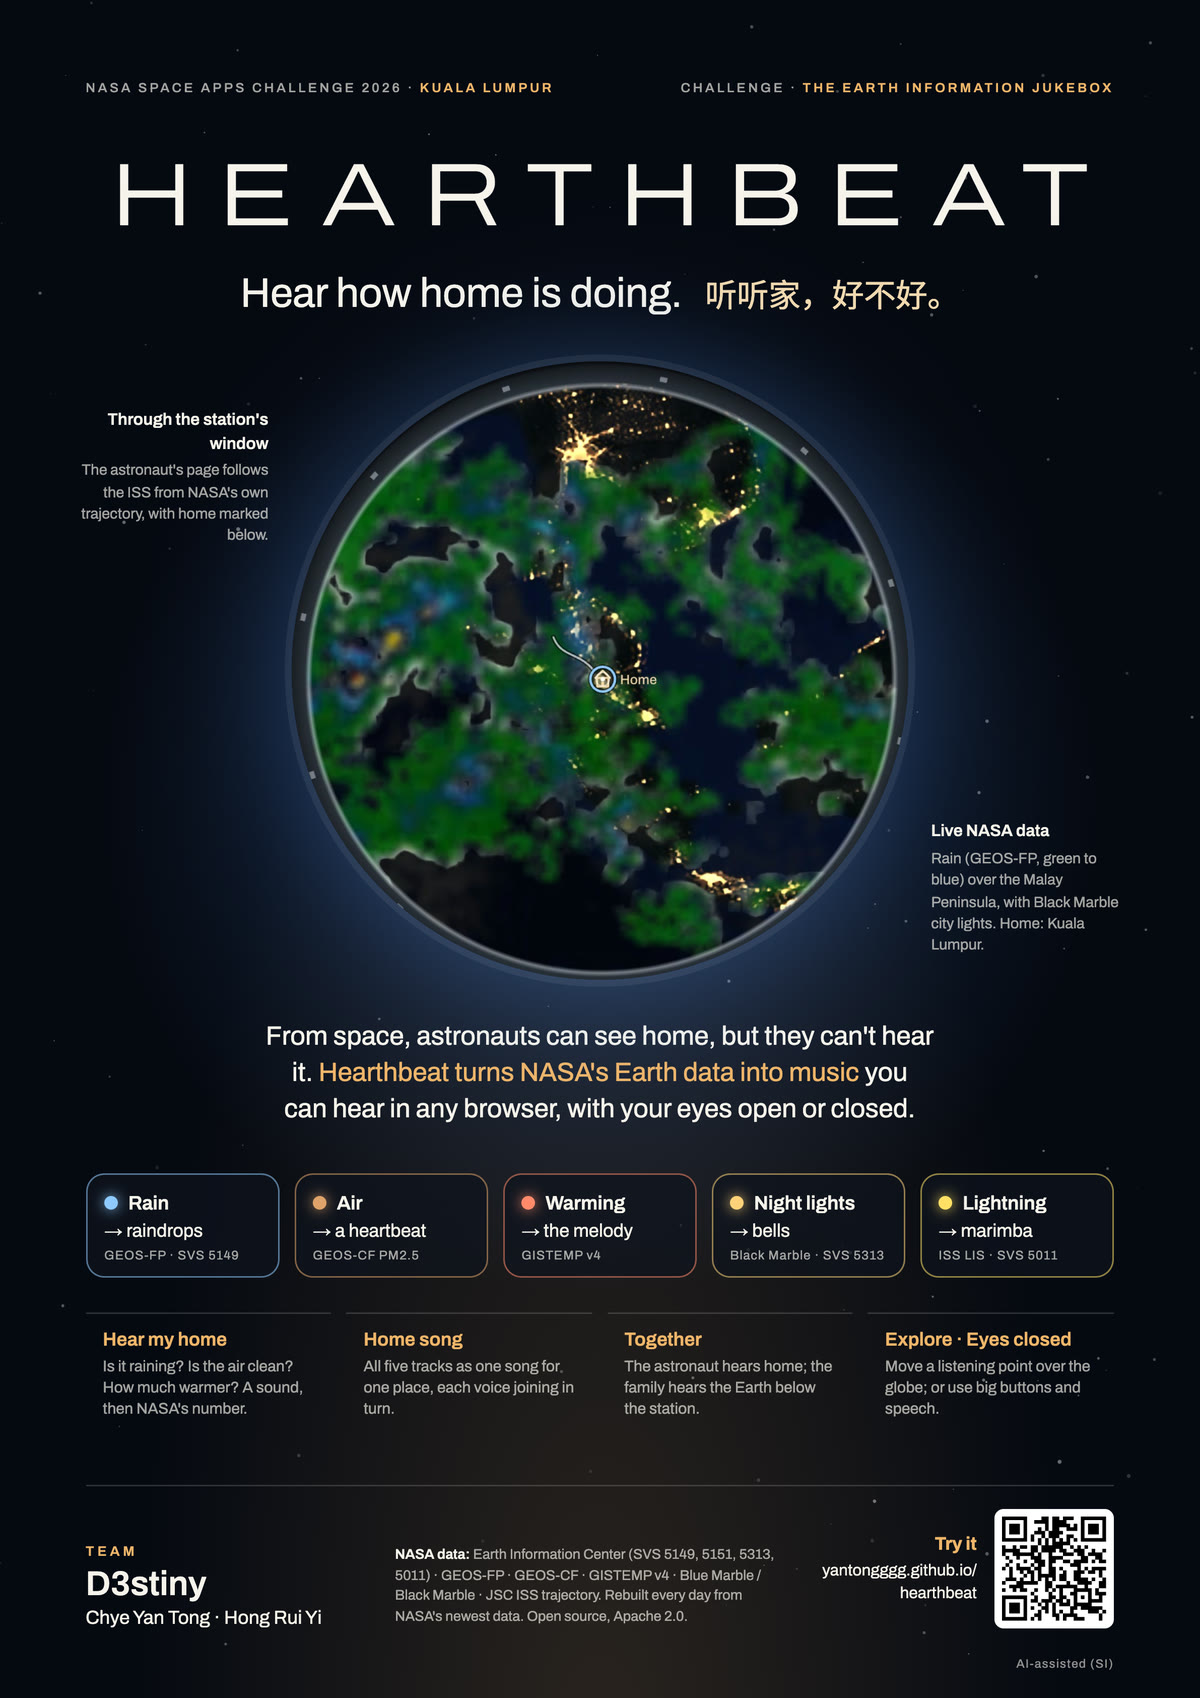 NASA SPACE APPS CHALLENGE 2026 · KUALA LUMPUR
CHALLENGE · THE EARTH INFORMATION JUKEBOX
HEARTHBEAT
Hear how home is doing. 听听家，好不好。
Through the station's
window
The astronaut's page follows
the ISS from NASA's own
trajectory, with home marked
below.
Home
Live NASA data
Rain (GEOS-FP, green to
blue) over the Malay
Peninsula, with Black Marble
city lights. Home: Kuala
Lumpur.
From space, astronauts can see home, but they can't hear
it. Hearthbeat turns NASA's Earth data into music you
can hear in any browser, with your eyes open or closed.
Rain
→ raindrops
GEOS-FP · SVS 5149
Air
→ a heartbeat
GEOS-CF PM2.5
Warming
→ the melody
GISTEMP v4
Night lights
→ bells
Black Marble · SVS 5313
Lightning
→ marimba
ISS LIS · SVS 5011
Hear my home
Is it raining? Is the air clean?
How much warmer? A sound,
then NASA's number.
Home song
All five tracks as one song for
one place, each voice joining in
turn.
Together
The astronaut hears home; the
family hears the Earth below
the station.
Explore · Eyes closed
Move a listening point over the
globe; or use big buttons and
speech.
TEAM
D3stiny
Chye Yan Tong · Hong Rui Yi
NASA data: Earth Information Center (SVS 5149, 5151, 5313,
5011) · GEOS-FP · GEOS-CF · GISTEMP v4 · Blue Marble /
Black Marble · JSC ISS trajectory. Rebuilt every day from
NASA's newest data. Open source, Apache 2.0.
Try it
yantongggg.github.io/
hearthbeat
AI-assisted (SI)